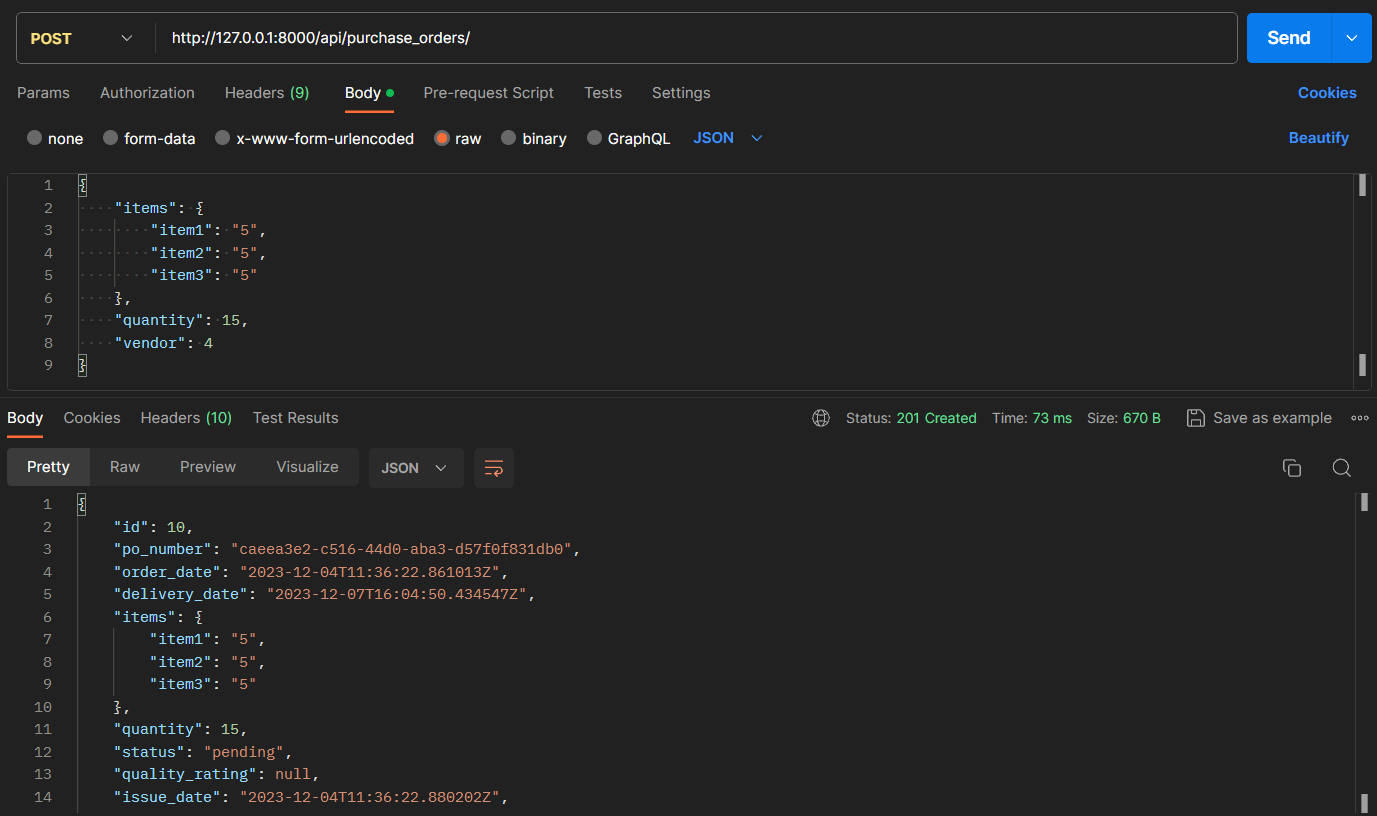 POST http://127.0.0.1:8000/api/purchase_orders/ Send
Params Authorization Headers (9) Body Pre-request Script Tests Settings Cookies
none form-data x-www-form-urlencoded raw binary GraphQL JSON Beautify
1 {
2 "items": {
3 "item1": "5",
4 "item2": "5",
5 "item3": "5"
6 },
7 "quantity": 15,
8 "vendor": 4
9 }
Body Cookies Headers (10) Test Results Status: 201 Created Time: 73 ms Size: 670 B Save as example
Pretty Raw Preview Visualize JSON
1 {
2 "id": 10,
3 "po_number": "caeea3e2-c516-44d0-aba3-d57f0f831db0",
4 "order_date": "2023-12-04T11:36:22.861013Z",
5 "delivery_date": "2023-12-07T16:04:50.434547Z",
6 "items": {
7 "item1": "5",
8 "item2": "5",
9 "item3": "5"
10 },
11 "quantity": 15,
12 "status": "pending",
13 "quality_rating": null,
14 "issue_date": "2023-12-04T11:36:22.880202Z",